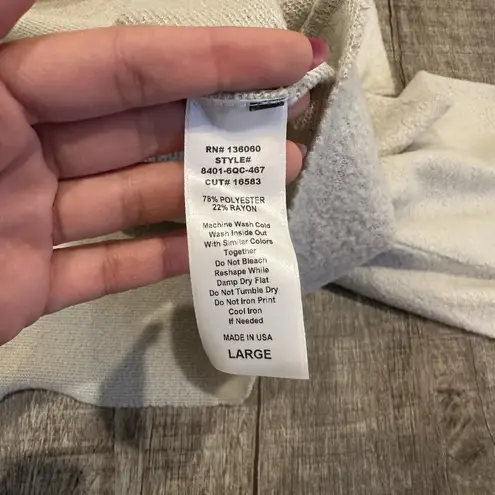 RN# 136060
STYLE#
8401-6QC-467
CUT# 16583
78% POLYESTER
22% RAYON
Machine Wash Cold
Wash Inside Out
With Similar Colors
Together
Do Not Bleach
Reshape While
Damp Dry Flat
Do Not Tumble Dry
Do Not Iron Print
Cool Iron
If Needed
MADE IN USA
LARGE